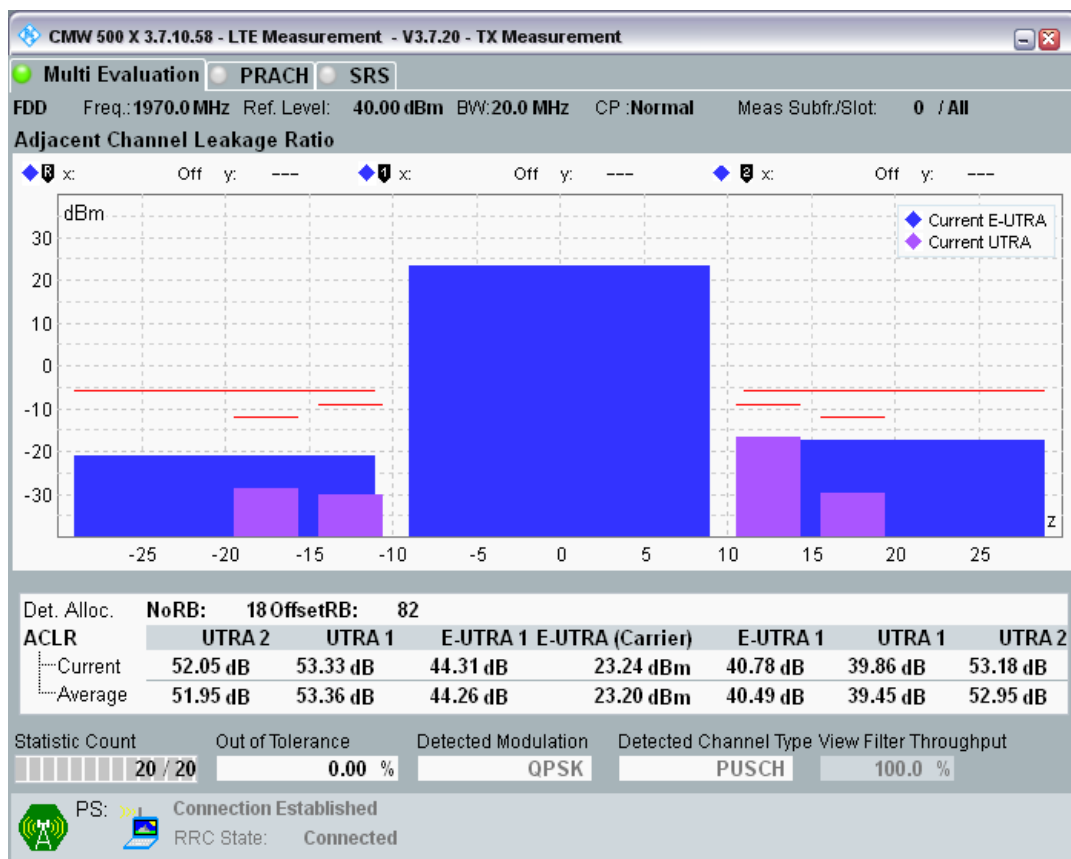 CMW 500 X 3.7.10.58 - LTE Measurement - V3.7.20 - TX Measurement
Multi Evaluation PRACH SRS
FDD Freq.:1970.0 MHz Ref. Level: 40.00 dBm BW:20.0 MHz CP :Normal Meas Subfr./Slot: 0 / All
Adjacent Channel Leakage Ratio
R x: Off y: --- 1 x: Off y: --- 2 x: Off y: ---
dBm
Current E-UTRA
Current UTRA
30
20
10
0
-10
-20
-30
z
-25 -20 -15 -10 -5 0 5 10 15 20 25
Det. Alloc. NoRB: 18 OffsetRB: 82
ACLR UTRA 2 UTRA 1 E-UTRA 1 E-UTRA (Carrier) E-UTRA 1 UTRA 1 UTRA 2
Current 52.05 dB 53.33 dB 44.31 dB 23.24 dBm 40.78 dB 39.86 dB 53.18 dB
Average 51.95 dB 53.36 dB 44.26 dB 23.20 dBm 40.49 dB 39.45 dB 52.95 dB
Statistic Count Out of Tolerance Detected Modulation Detected Channel Type View Filter Throughput
20 / 20 0.00 % QPSK PUSCH 100.0 %
PS: Connection Established
RRC State: Connected